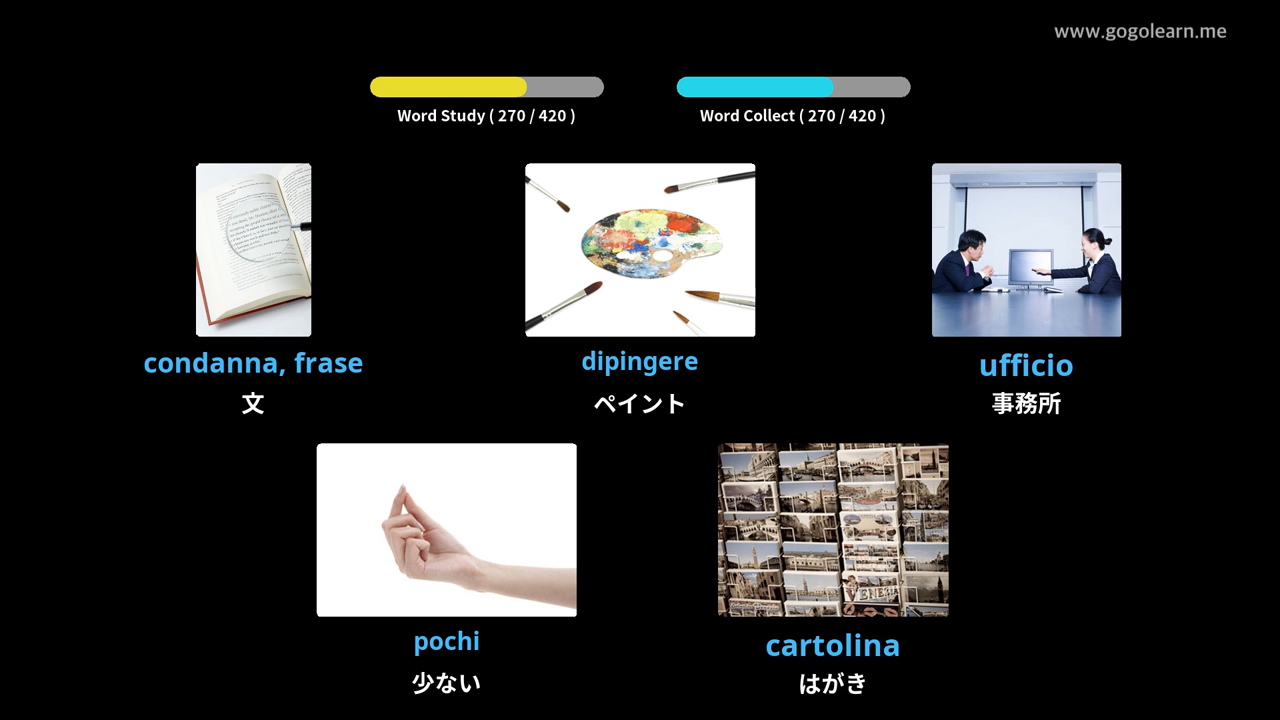 www.gogolearn.me
Word Study ( 270 / 420 )
Word Collect ( 270 / 420 )
condanna, frase
文
dipingere
ペイント
ufficio
事務所
pochi
少ない
cartolina
はがき